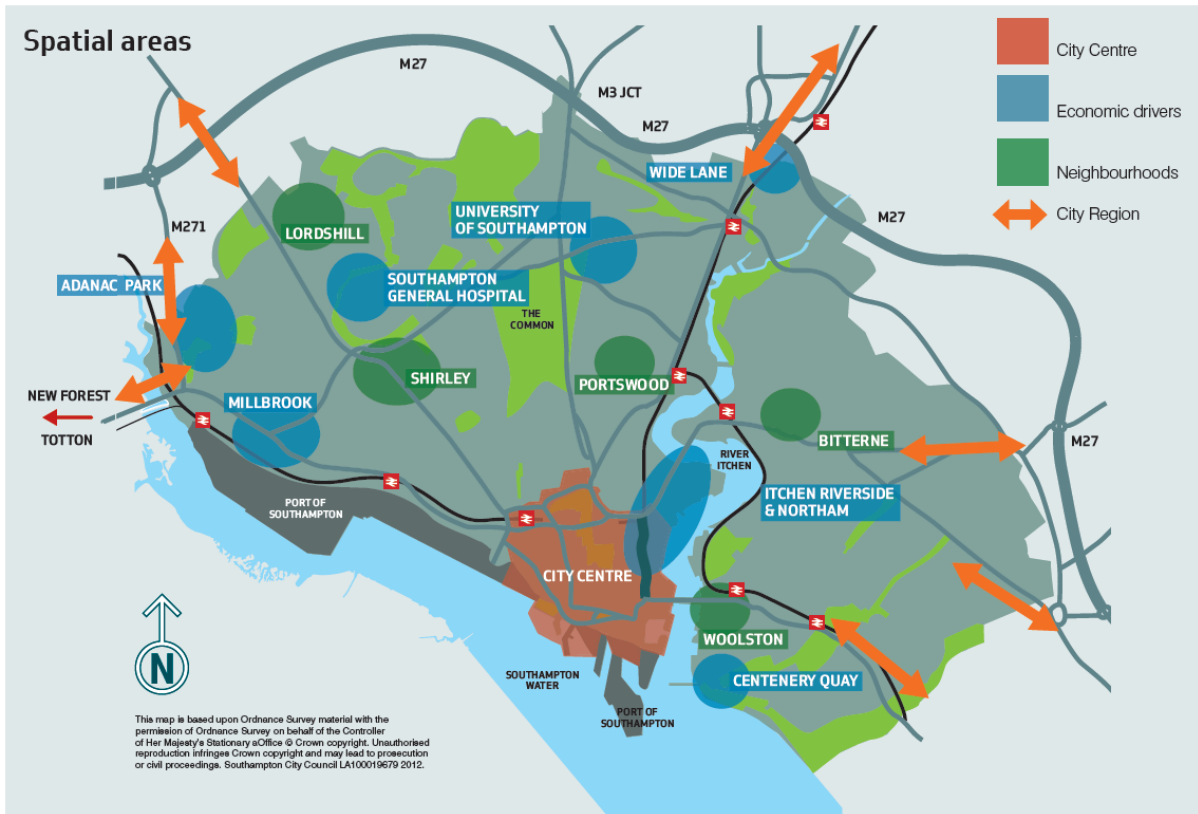 Spatial areas
M27
M3 JCT
M27
WIDE LANE
M27
City Centre
Economic drivers
Neighbourhoods
City Region
M271
LORDSHILL
UNIVERSITY
OF SOUTHAMPTON
ADANAC PARK
SOUTHAMPTON
GENERAL HOSPITAL
THE
COMMON
SHIRLEY
PORTSWOOD
NEW FOREST
TOTTON
MILLBROOK
BITTERNE
M27
RIVER
ITCHEN
ITCHEN RIVERSIDE
& NORTHAM
PORT OF
SOUTHAMPTON
CITY CENTRE
WOOLSTON
CENTENERY QUAY
SOUTHAMPTON
WATER
PORT OF
SOUTHAMPTON
N
This map is based upon Ordnance Survey material with the
permission of Ordnance Survey on behalf of the Controller
of Her Majesty's Stationary aOffice © Crown copyright. Unauthorised
reproduction infringes Crown copyright and may lead to prosecution
or civil proceedings. Southampton City Council LA100019679 2012.